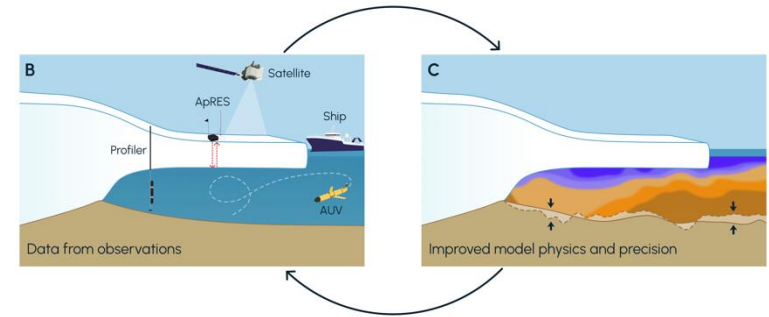 B
Satellite
ApRES
Ship
Profiler
AUV
Data from observations
C
Improved model physics and precision